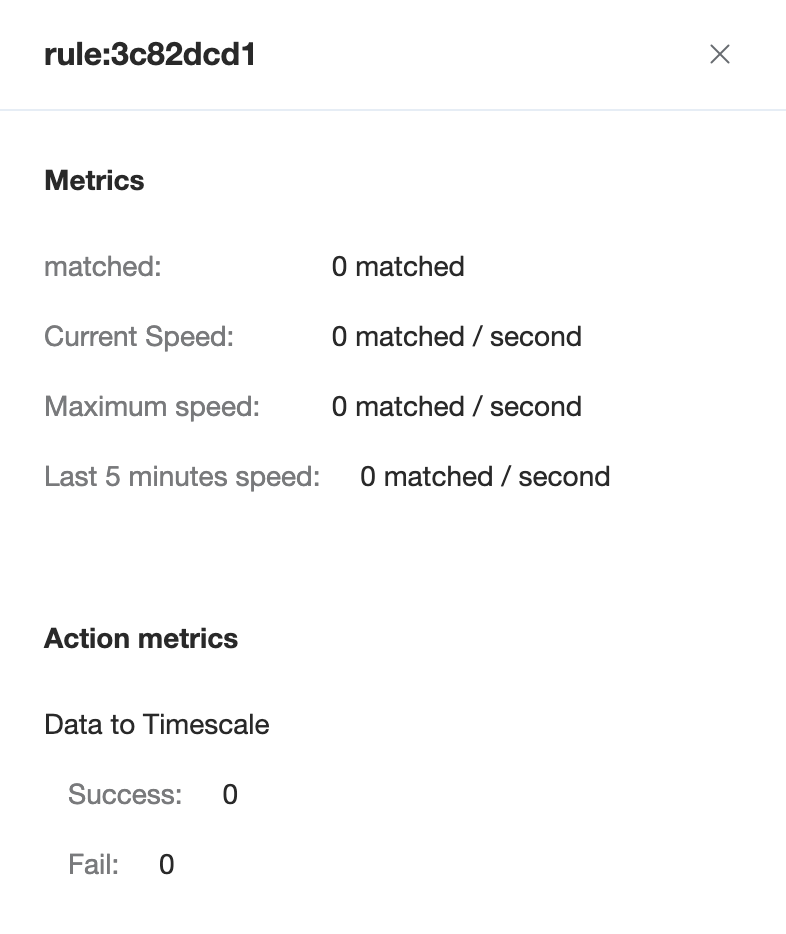 rule:3c82dcd1
Metrics
matched: 0 matched
Current Speed: 0 matched / second
Maximum speed: 0 matched / second
Last 5 minutes speed: 0 matched / second
Action metrics
Data to Timescale
Success: 0
Fail: 0